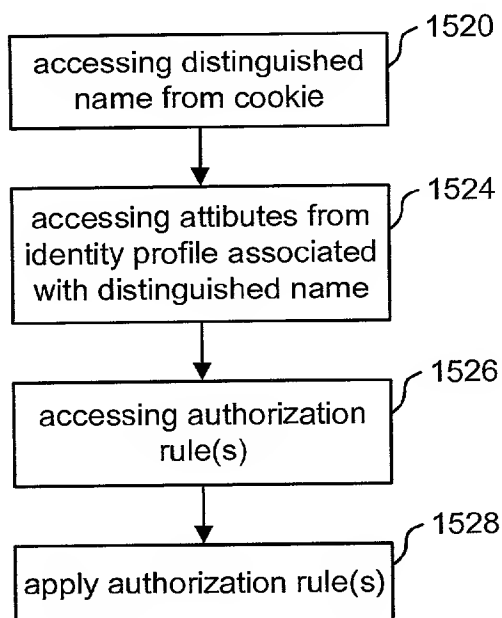 1520
accessing distinguished
name from cookie
1524
accessing attibutes from
identity profile associated
with distinguished name
1526
accessing authorization
rule(s)
1528
apply authorization rule(s)